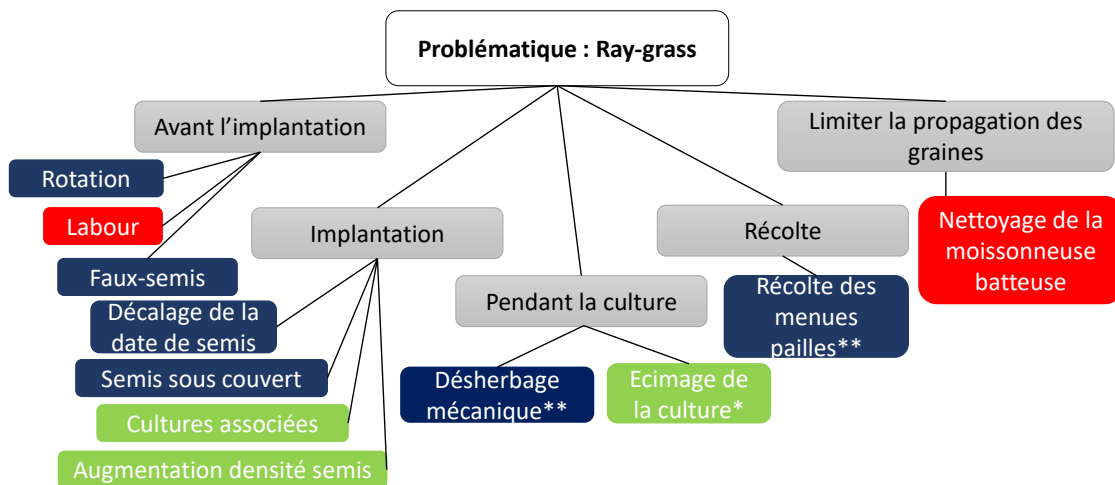 Problématique : Ray-grass
Avant l'implantation
Rotation
Labour
Faux-semis
Implantation
Décalage de la
date de semis
Semis sous couvert
Cultures associées
Augmentation densité semis
Pendant la culture
Désherbage
mécanique**
Ecimage de
la culture*
Récolte
Récolte des
menues
pailles**
Limiter la propagation des
graines
Nettoyage de la
moissonneuse
batteuse